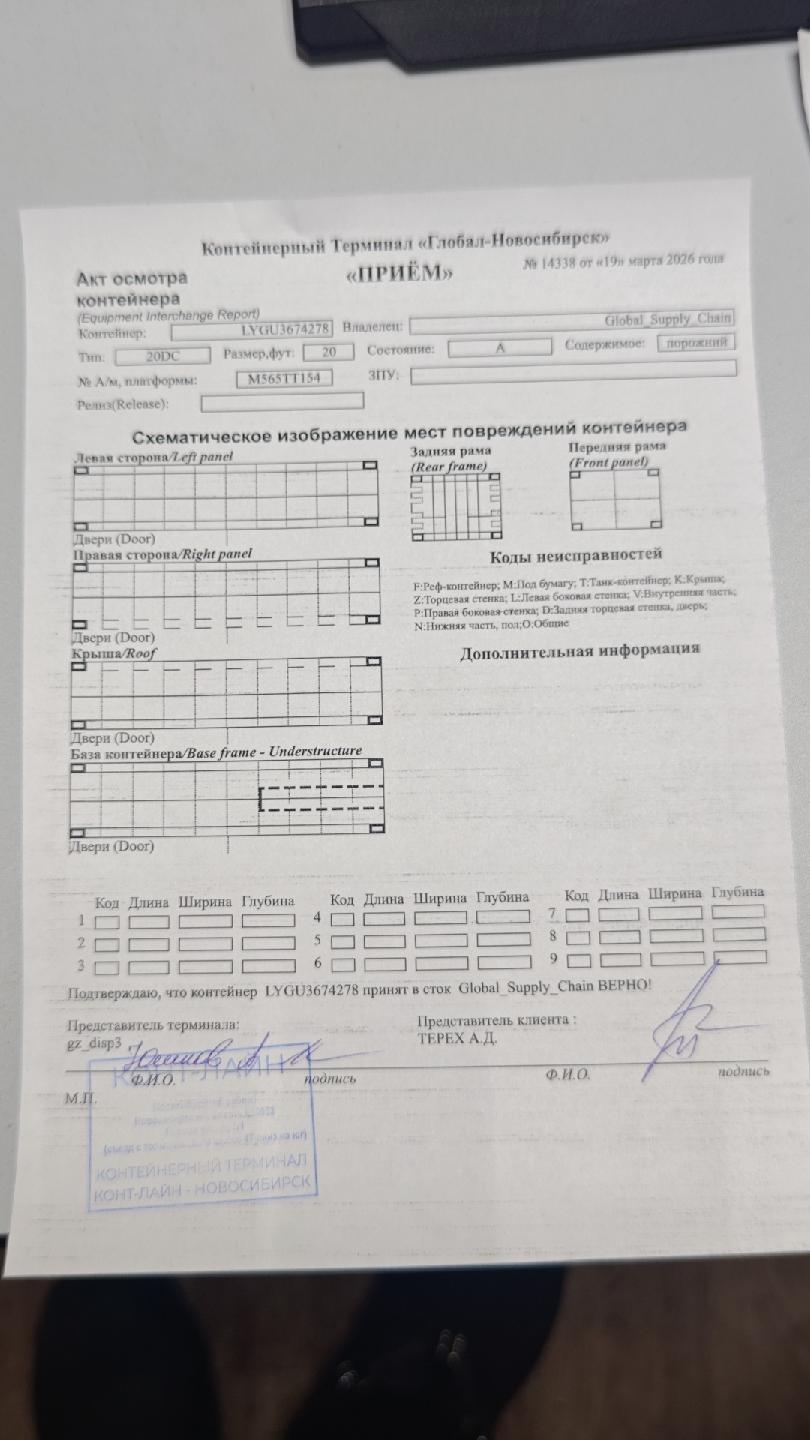 Контейнерный Терминал «Глобал-Новосибирск»
Акт осмотра контейнера
«ПРИЁМ»
№ 14338 от «19» марта 2026 года
(Equipment Interchange Report)
Контейнер: LYGU3674278 Владелец: Global_Supply_Chain
Тип: 20DC Размер,фут: 20 Состояние: A Содержимое: порожний
№ А/м, платформы: М565ТТ154 ЗПУ:
Релиз(Release):
Схематическое изображение мест повреждений контейнера
Левая сторона/Left panel
Задняя рама
(Rear frame)
Передняя рама
(Front panel)
Двери (Door)
Правая сторона/Right panel
Двери (Door)
Коды неисправностей
F:Реф-контейнер; M:Под бумагу; T:Танк-контейнер; K:Крыша;
Z:Торцевая стенка; L:Левая боковая стенка; V:Внутренняя часть;
P:Правая боковая стенка; D:Задняя торцевая стенка, дверь;
N:Нижняя часть, пол;O:Общие
Крыша/Roof
Дополнительная информация
Двери (Door)
База контейнера/Base frame - Understructure
Двери (Door)
Код Длина Ширина Глубина Код Длина Ширина Глубина Код Длина Ширина Глубина
1 4 7
2 5 8
3 6 9
Подтверждаю, что контейнер LYGU3674278 принят в сток Global_Supply_Chain ВЕРНО!
Представитель терминала:
gz_disp3
Представитель клиента :
ТЕРЕХ А.Д.
Ф.И.О. подпись Ф.И.О. подпись
М.П.
КОНТ-ЛАЙН
КОНТЕЙНЕРНЫЙ ТЕРМИНАЛ
КОНТ-ЛАЙН - НОВОСИБИРСК